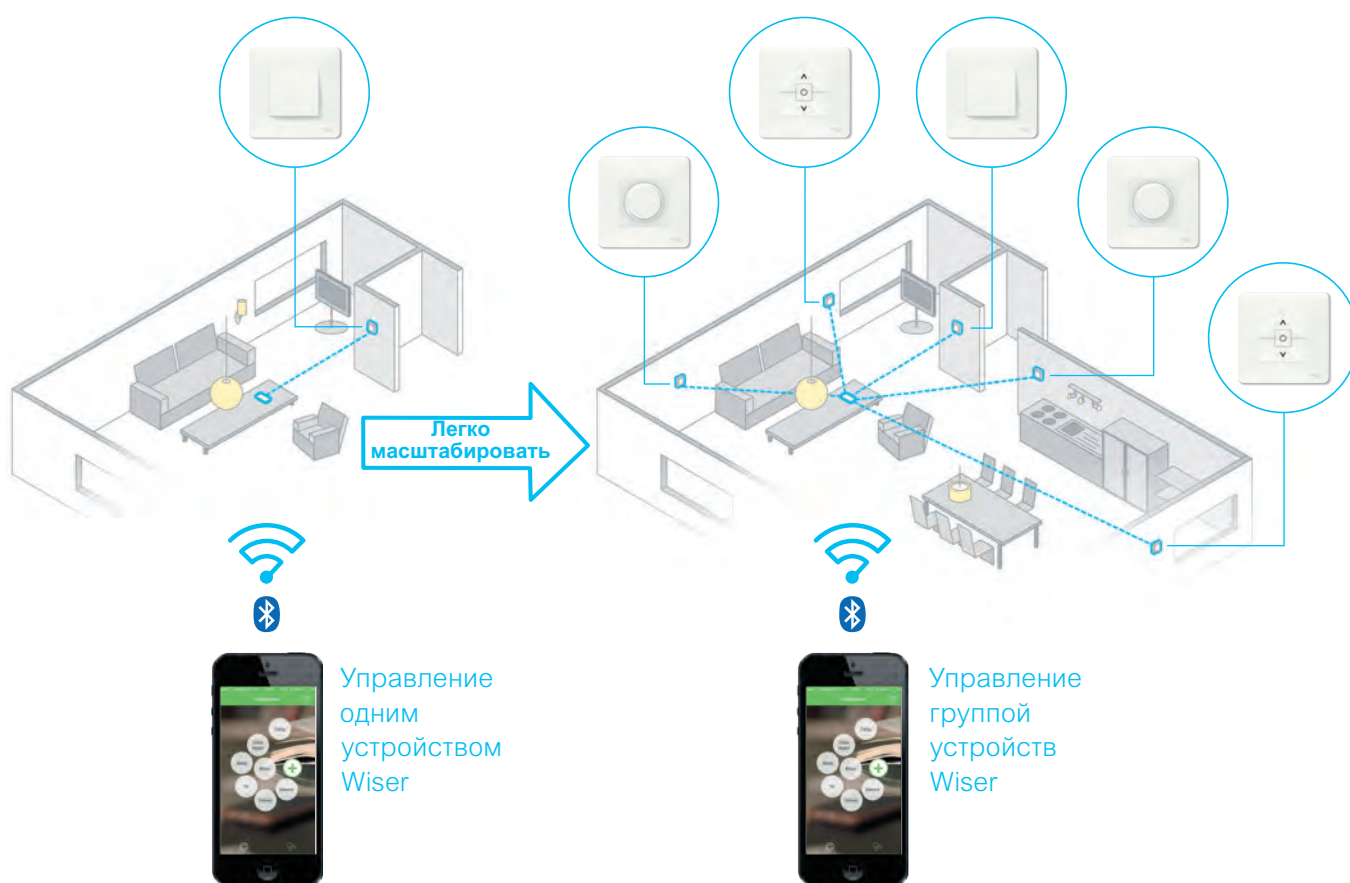 Легко
масштабировать
Управление
одним
устройством
Wiser
Управление
группой
устройств
Wiser